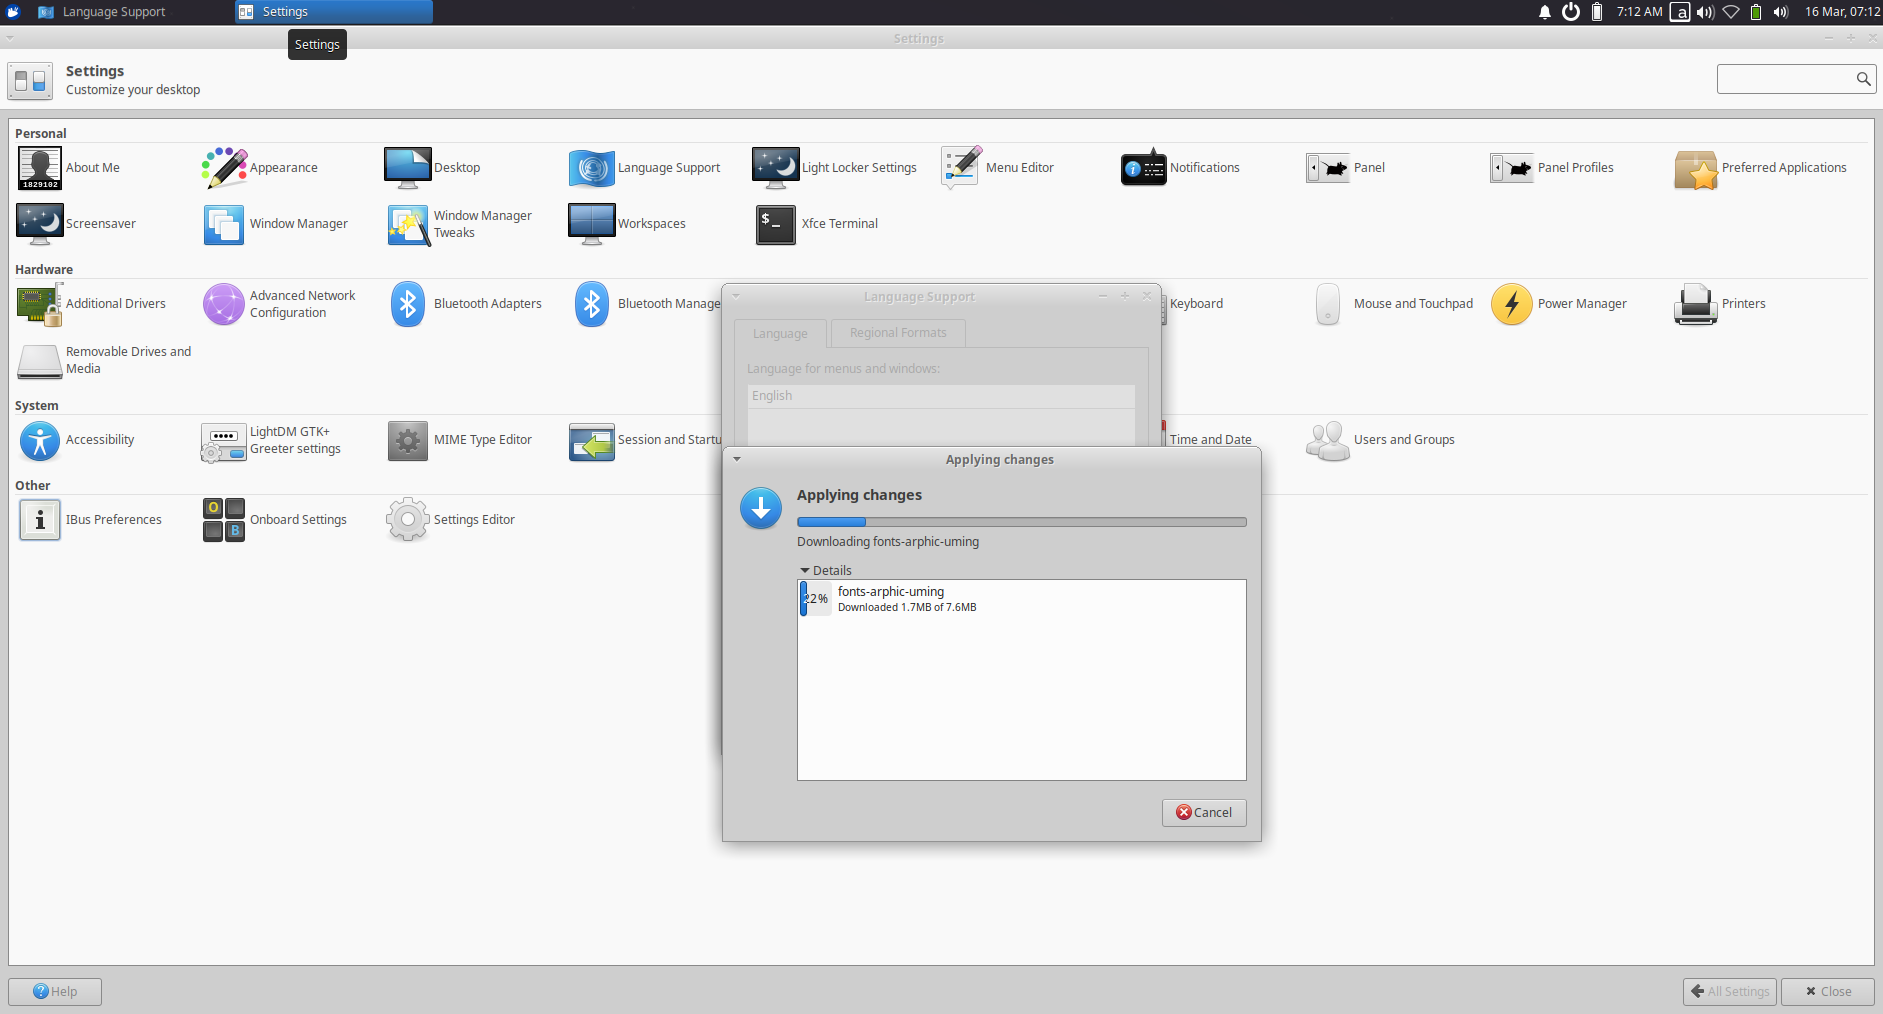 Language Support
Settings
7:12 AM
a
16 Mar, 07:12
Settings
Settings
Settings
Customize your desktop
Personal
1829102
About Me
Appearance
Desktop
Language Support
Light Locker Settings
Menu Editor
Notifications
Panel
Panel Profiles
Preferred Applications
Screensaver
Window Manager
Window Manager
Tweaks
Workspaces
$_
Xfce Terminal
Hardware
Additional Drivers
Advanced Network
Configuration
Bluetooth Adapters
Bluetooth Manage
Keyboard
Mouse and Touchpad
Power Manager
Printers
Removable Drives and
Media
System
Accessibility
LightDM GTK+
Greeter settings
MIME Type Editor
Session and Startu
Time and Date
Users and Groups
Other
i
IBus Preferences
O
B
Onboard Settings
Settings Editor
Language Support
Language
Regional Formats
Language for menus and windows:
English
Applying changes
Applying changes
Downloading fonts-arphic-uming
Details
22%
fonts-arphic-uming
Downloaded 1.7MB of 7.6MB
Cancel
Help
All Settings
Close